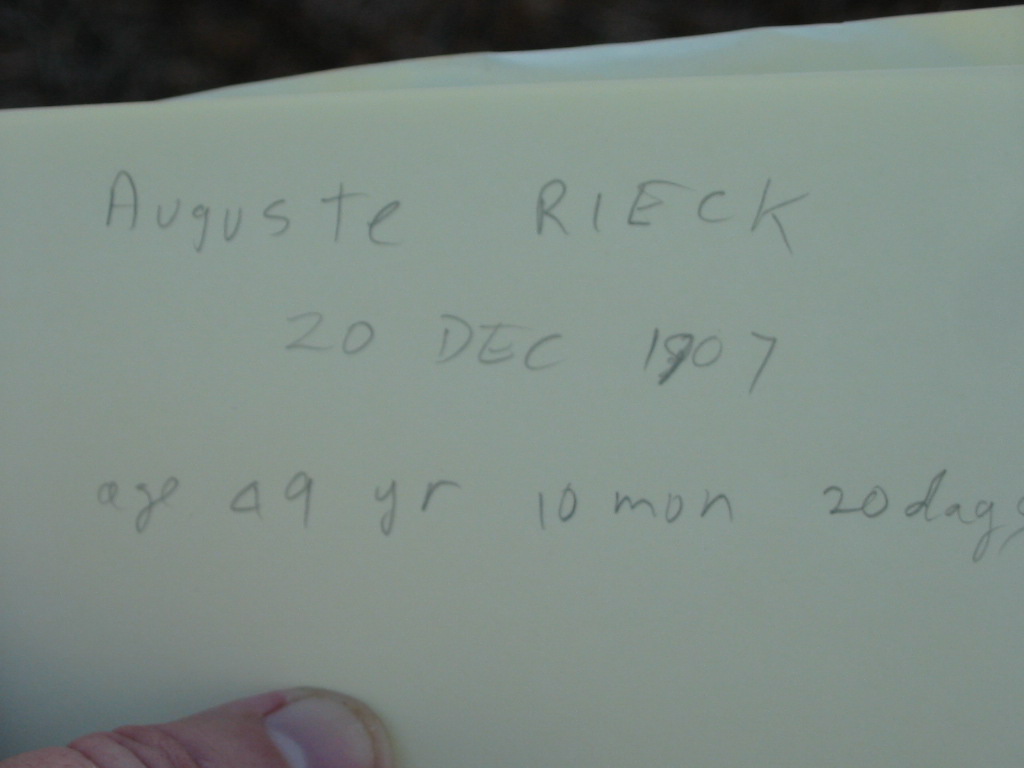 Auguste RIECK
20 DEC 1907
age 49 yr 10 mon 20 days